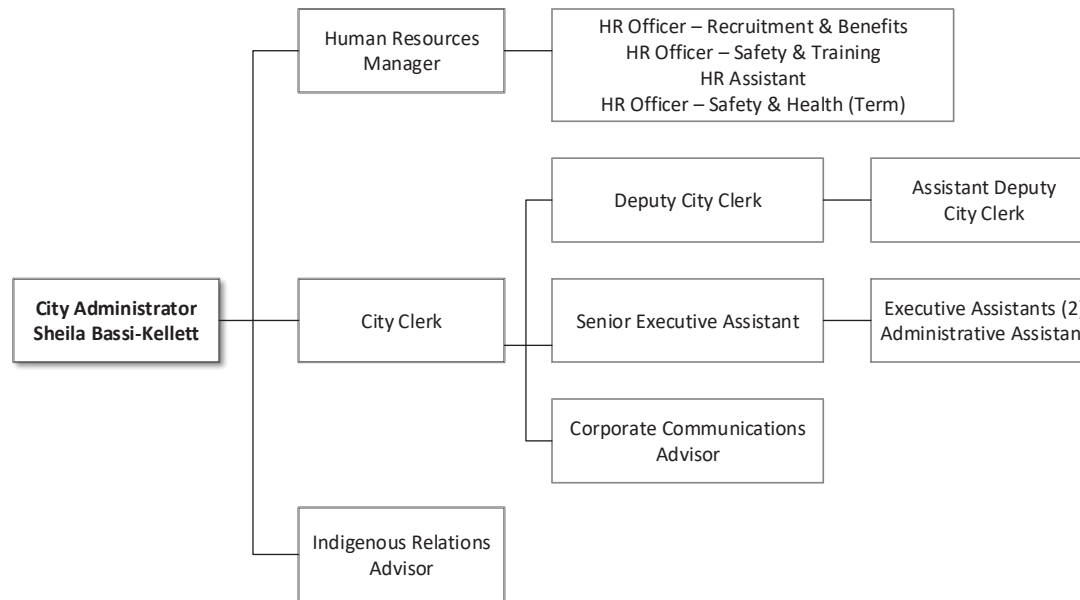 Human Resources
Manager
HR Officer – Recruitment & Benefits
HR Officer – Safety & Training
HR Assistant
HR Officer – Safety & Health (Term)
Deputy City Clerk
Assistant Deputy
City Clerk
City Administrator
Sheila Bassi-Kellett
City Clerk
Senior Executive Assistant
Executive Assistants (2)
Administrative Assistant
Corporate Communications
Advisor
Indigenous Relations
Advisor